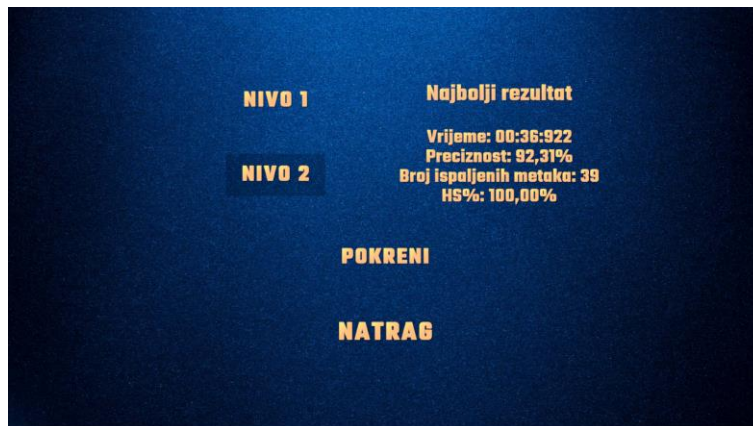 NIVO 1
NIVO 2
Najbolji rezultat
Vrijeme: 00:36:922
Preciznost: 92,31%
Broj ispaljenih metaka: 39
HS%: 100,00%
POKRENI
NATRAG